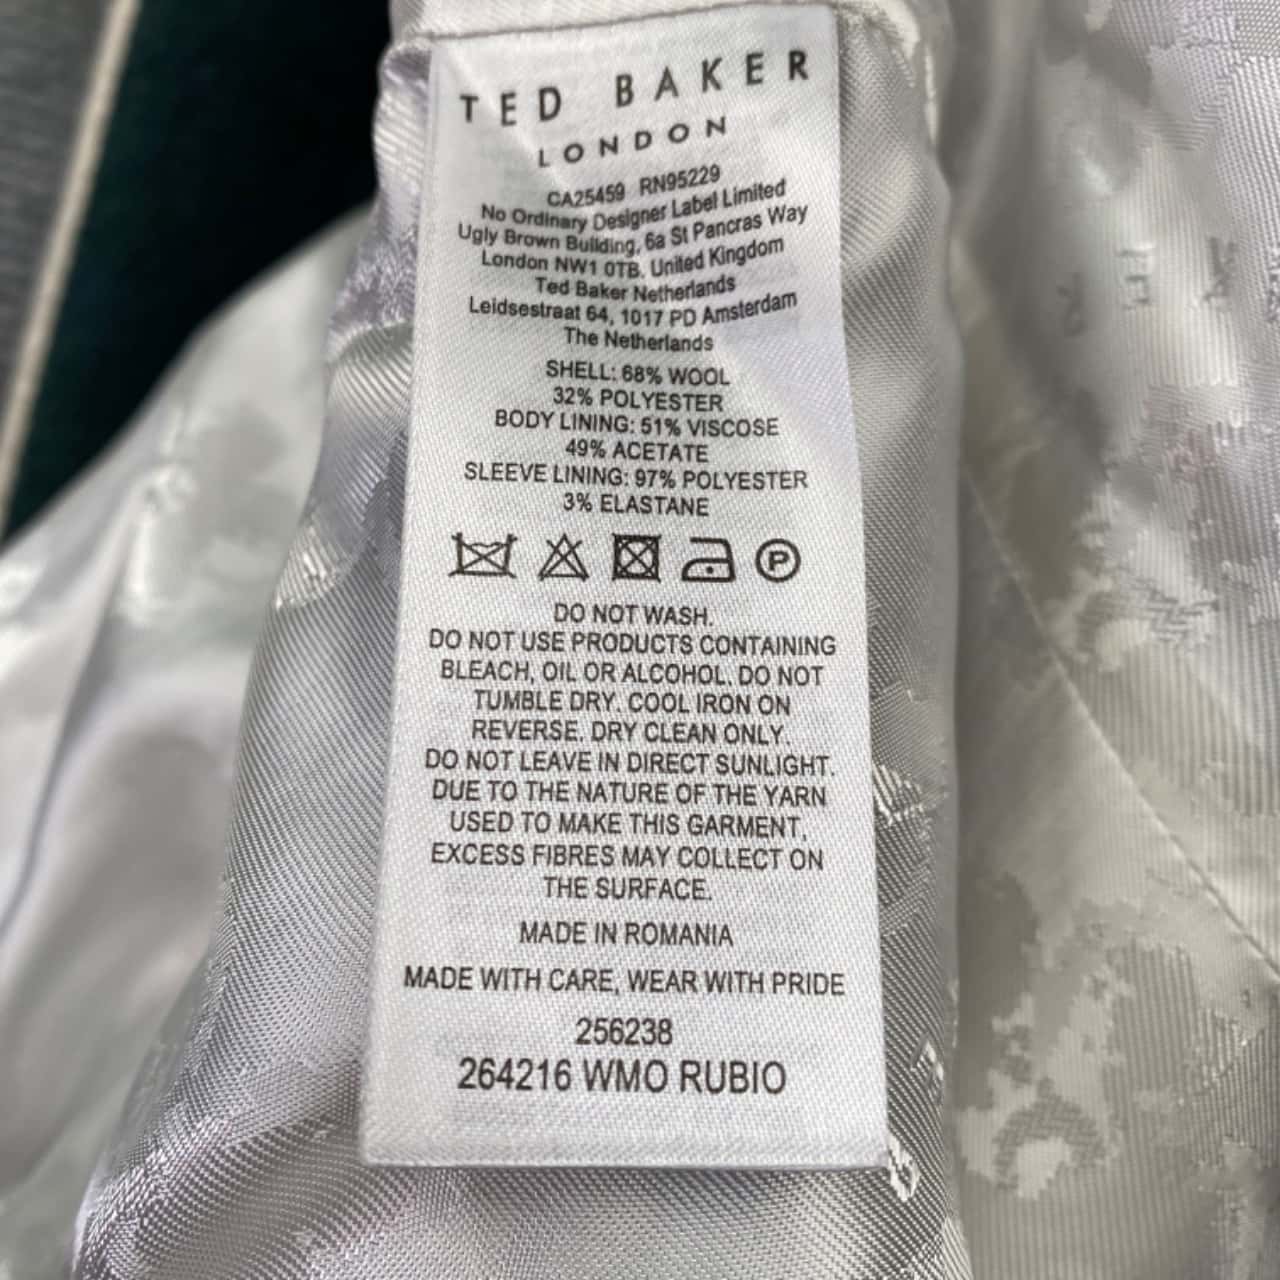 TED BAKER
LONDON
CA25459 RN95229
No Ordinary Designer Label Limited
Ugly Brown Building, 6a St Pancras Way
London NW1 0TB. United Kingdom
Ted Baker Netherlands
Leidsestraat 64, 1017 PD Amsterdam
The Netherlands
SHELL: 68% WOOL
32% POLYESTER
BODY LINING: 51% VISCOSE
49% ACETATE
SLEEVE LINING: 97% POLYESTER
3% ELASTANE
P
DO NOT WASH.
DO NOT USE PRODUCTS CONTAINING
BLEACH, OIL OR ALCOHOL. DO NOT
TUMBLE DRY. COOL IRON ON
REVERSE. DRY CLEAN ONLY.
DO NOT LEAVE IN DIRECT SUNLIGHT.
DUE TO THE NATURE OF THE YARN
USED TO MAKE THIS GARMENT,
EXCESS FIBRES MAY COLLECT ON
THE SURFACE.
MADE IN ROMANIA
MADE WITH CARE, WEAR WITH PRIDE
256238
264216 WMO RUBIO